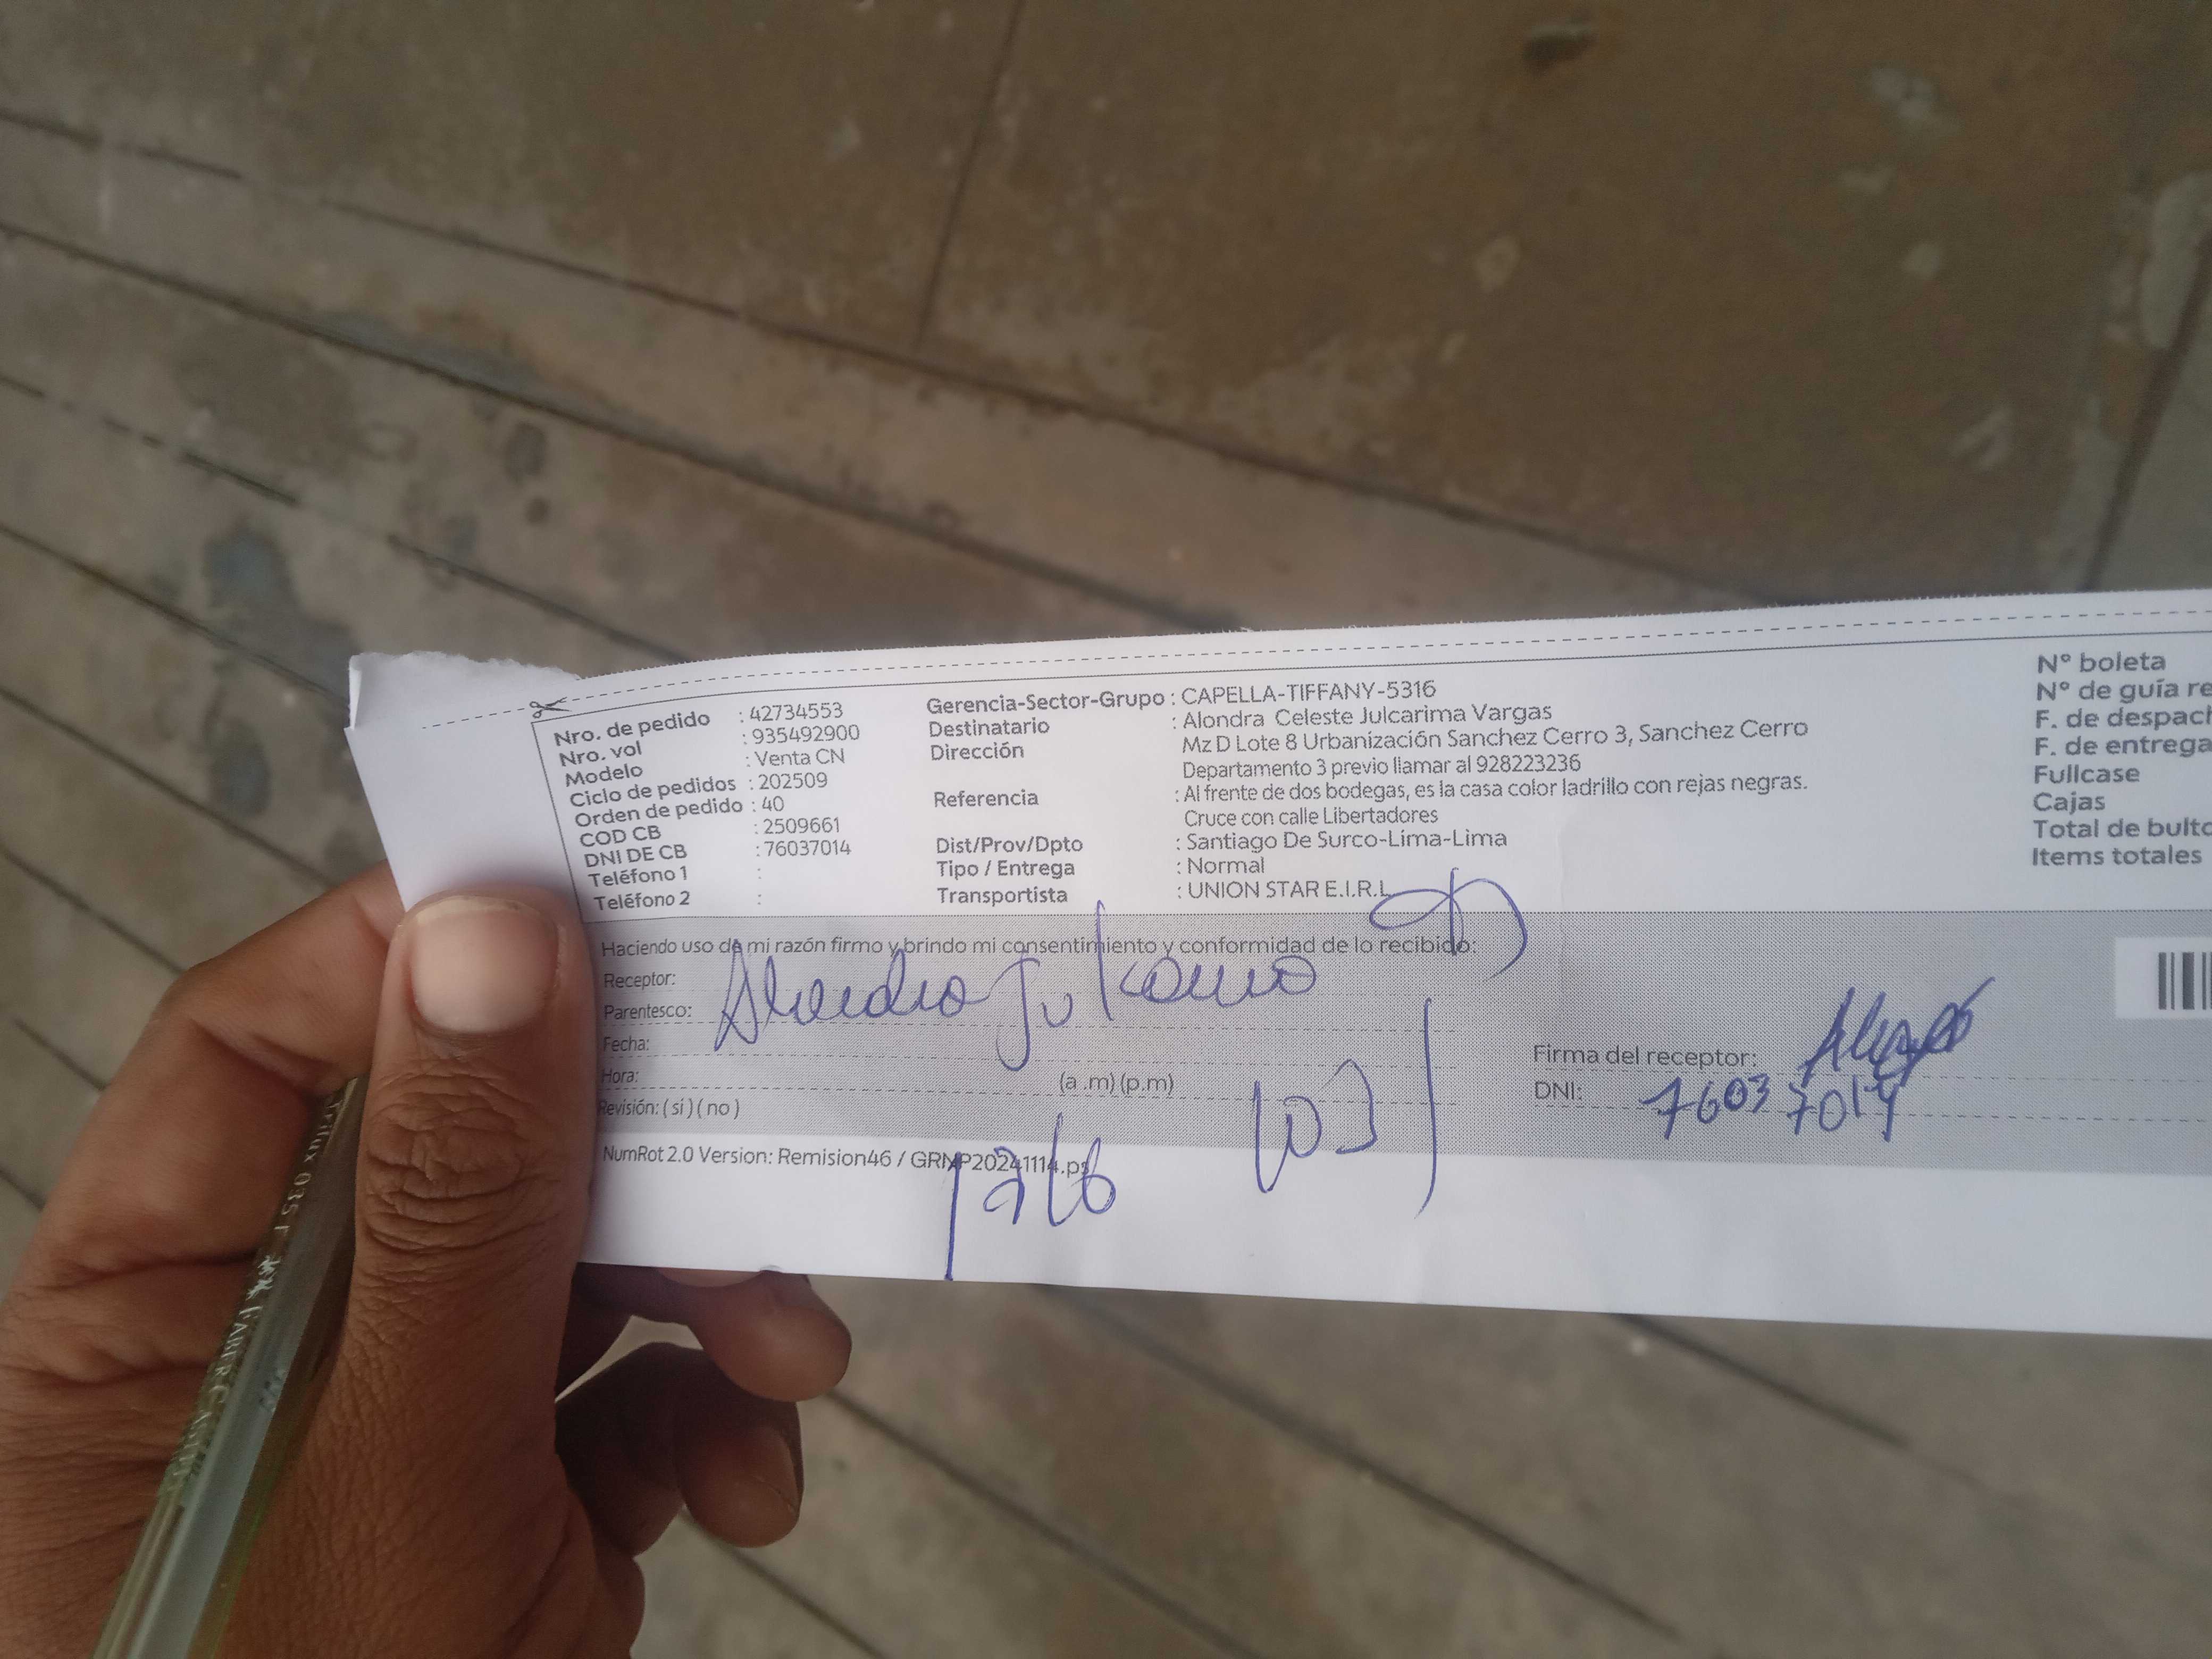 Nro. de pedido : 42734553
Nro. vol : 935492900
Modelo : Venta CN
Ciclo de pedidos : 202509
Orden de pedido : 40
COD CB : 2509661
DNI DE CB : 76037014
Teléfono 1 :
Teléfono 2 :
Gerencia-Sector-Grupo : CAPELLA-TIFFANY-5316
Destinatario : Alondra Celeste Julcarima Vargas
Dirección Mz D Lote 8 Urbanización Sanchez Cerro 3, Sanchez Cerro
Departamento 3 previo llamar al 928223236
Referencia : Al frente de dos bodegas, es la casa color ladrillo con rejas negras.
Cruce con calle Libertadores
Dist/Prov/Dpto : Santiago De Surco-Lima-Lima
Tipo / Entrega : Normal
Transportista : UNION STAR E.I.R.L
N° boleta
N° de guía re
F. de despach
F. de entrega
Fullcase
Cajas
Total de bulto
Items totales
Haciendo uso de mi razón firmo y brindo mi consentimiento y conformidad de lo recibido:
Receptor:
Parentesco:
Fecha:
Hora: (a .m) (p.m)
Revisión: ( si ) ( no )
Firma del receptor:
DNI: 76037014
NumRot 2.0 Version: Remision46 / GRNP20241114.ps